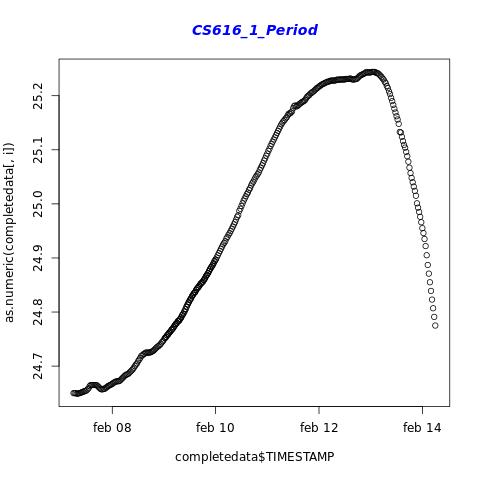 CS616_1_Period
as.numeric(completedata[, i])
25.2
25.1
25.0
24.9
24.8
24.7
feb 08 feb 10 feb 12 feb 14
completedata$TIMESTAMP